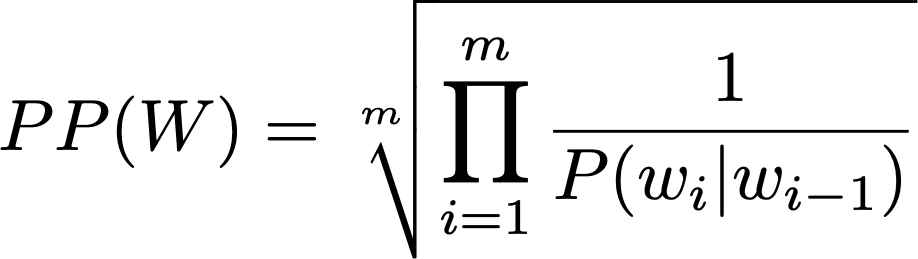 PP(W) = \sqrt[m]{\prod_{i=1}^{m} \frac{1}{P(w_i|w_{i-1})}}